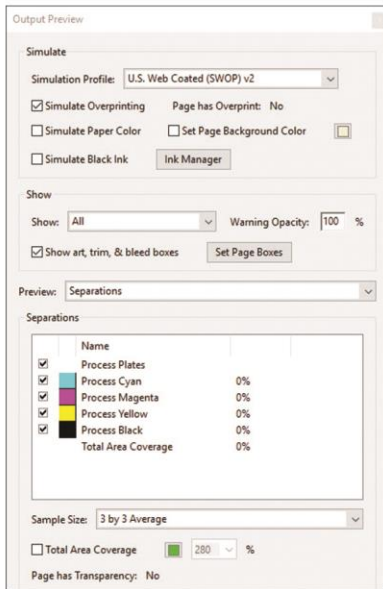 Output Preview
Simulate
Simulation Profile: U.S. Web Coated (SWOP) v2
Simulate Overprinting Page has Overprint: No
Simulate Paper Color Set Page Background Color
Simulate Black Ink Ink Manager
Show
Show: All Warning Opacity: 100 %
Show art, trim, & bleed boxes Set Page Boxes
Preview: Separations
Separations
Name
Process Plates
Process Cyan 0%
Process Magenta 0%
Process Yellow 0%
Process Black 0%
Total Area Coverage 0%
Sample Size: 3 by 3 Average
Total Area Coverage 280 %
Page has Transparency: No